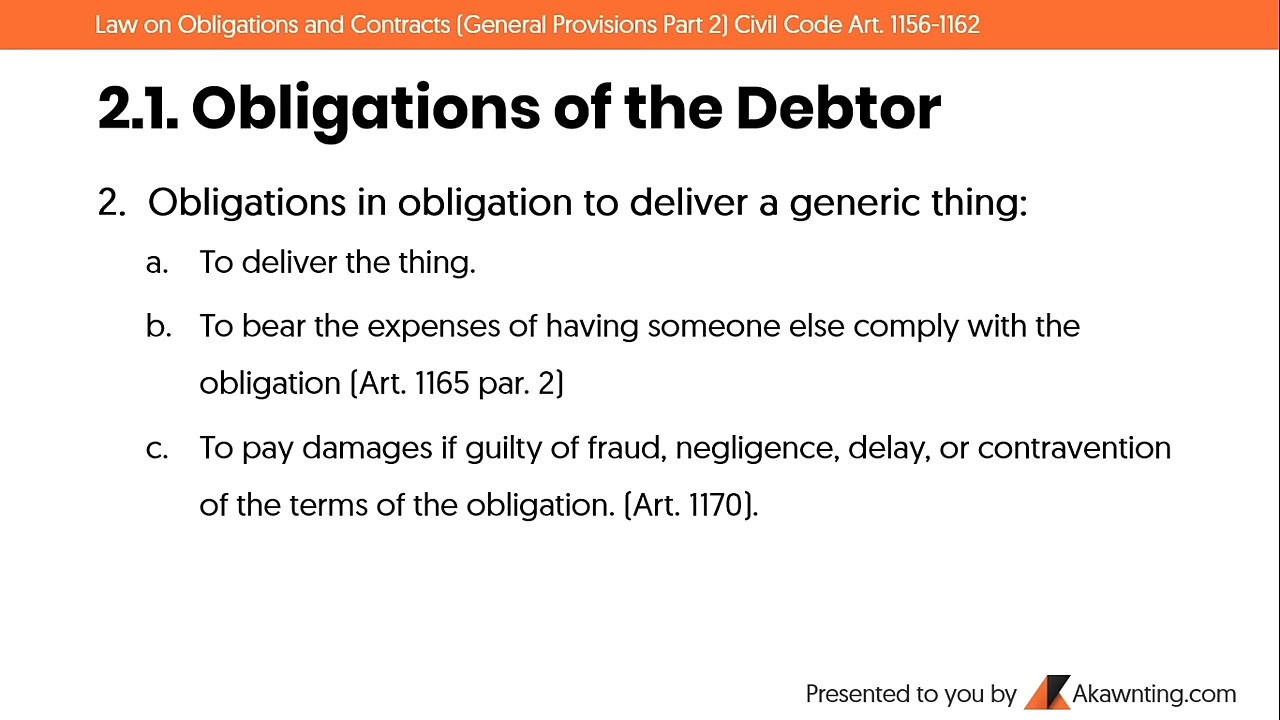 Law on Obligations and Contracts (General Provisions Part 2) Civil Code Art. 1156-1162
2.1. Obligations of the Debtor
2. Obligations in obligation to deliver a generic thing:
a. To deliver the thing.
b. To bear the expenses of having someone else comply with the
obligation (Art. 1165 par. 2)
c. To pay damages if guilty of fraud, negligence, delay, or contravention
of the terms of the obligation. (Art. 1170).
Presented to you by Akawnting.com